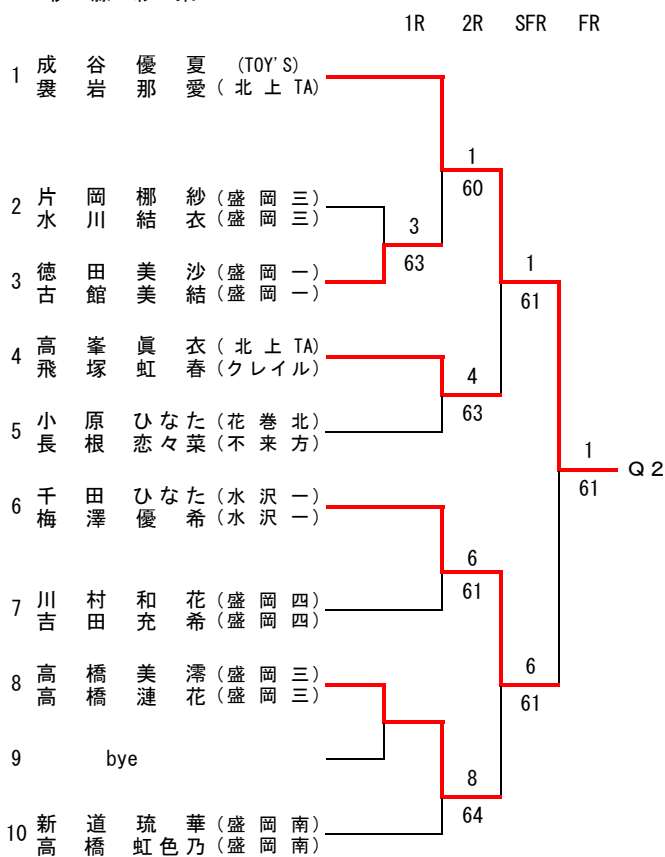 1R 2R SFR FR
1 成谷優夏 (TOY'S)
袰岩那愛 (北上TA)
1
60
2 片岡梛紗 (盛岡三)
水川結衣 (盛岡三)
3
63
3 徳田美沙 (盛岡一)
古舘美結 (盛岡一)
1
61
4 高峯眞衣 (北上TA)
飛塚虹春 (クレイル)
4
63
5 小原ひなた (花巻北)
長根恋々菜 (不来方)
1
61
Q2
6 千田ひなた (水沢一)
梅澤優希 (水沢一)
6
61
7 川村和花 (盛岡四)
吉田充希 (盛岡四)
8 高橋美澪 (盛岡三)
高橋漣花 (盛岡三)
6
61
9 bye
8
64
10 新道琉華 (盛岡南)
高橋虹色乃 (盛岡南)